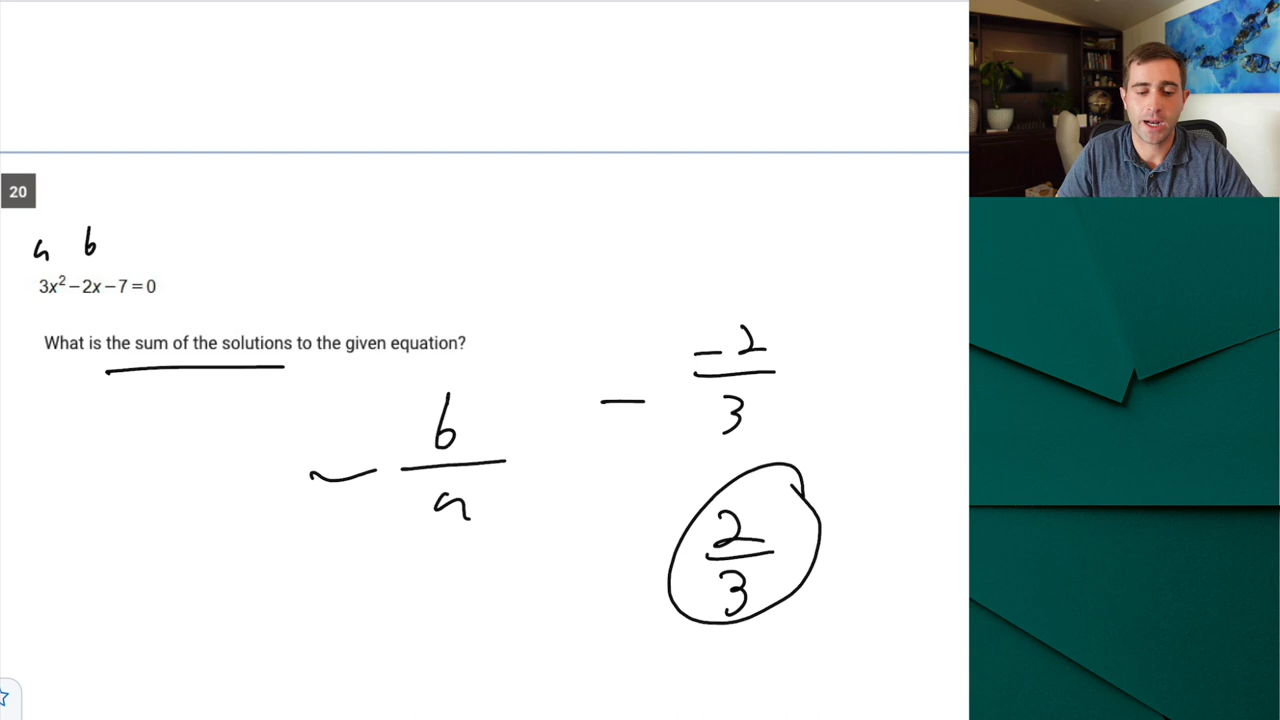 20
a b
3x² – 2x – 7 = 0
What is the sum of the solutions to the given equation?
– b/a
– –2/3
2/3